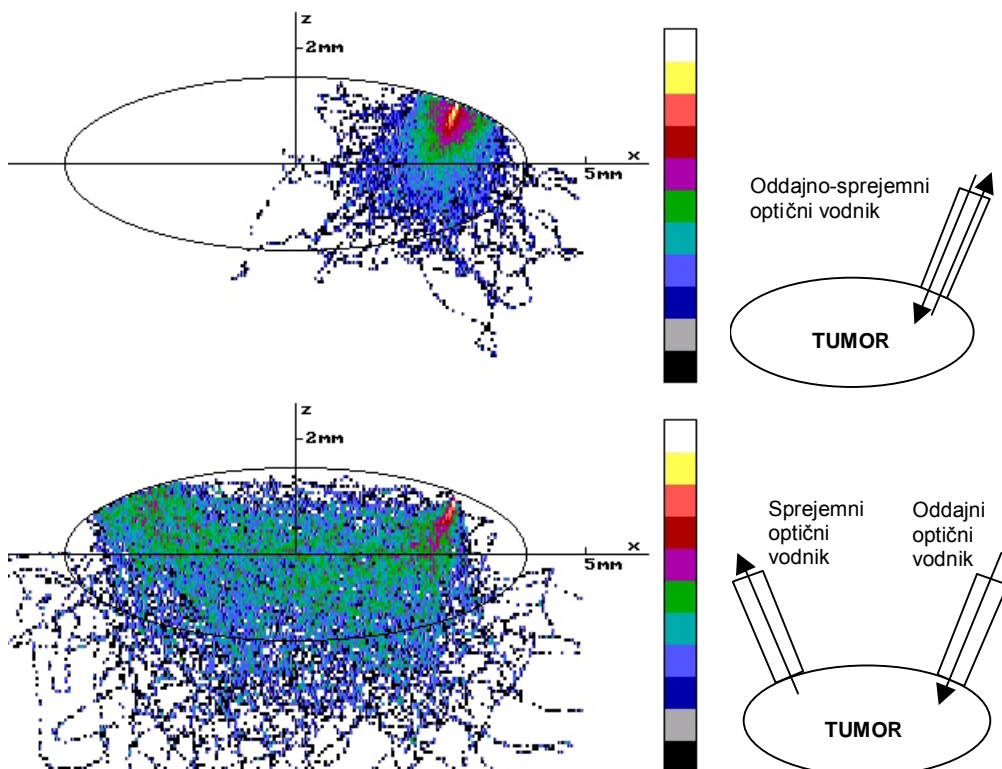 z
2mm
x
5mm
Oddajno-sprejemni
optični vodnik
TUMOR
z
2mm
x
5mm
Sprejemni
optični
vodnik
Oddajni
optični
vodnik
TUMOR